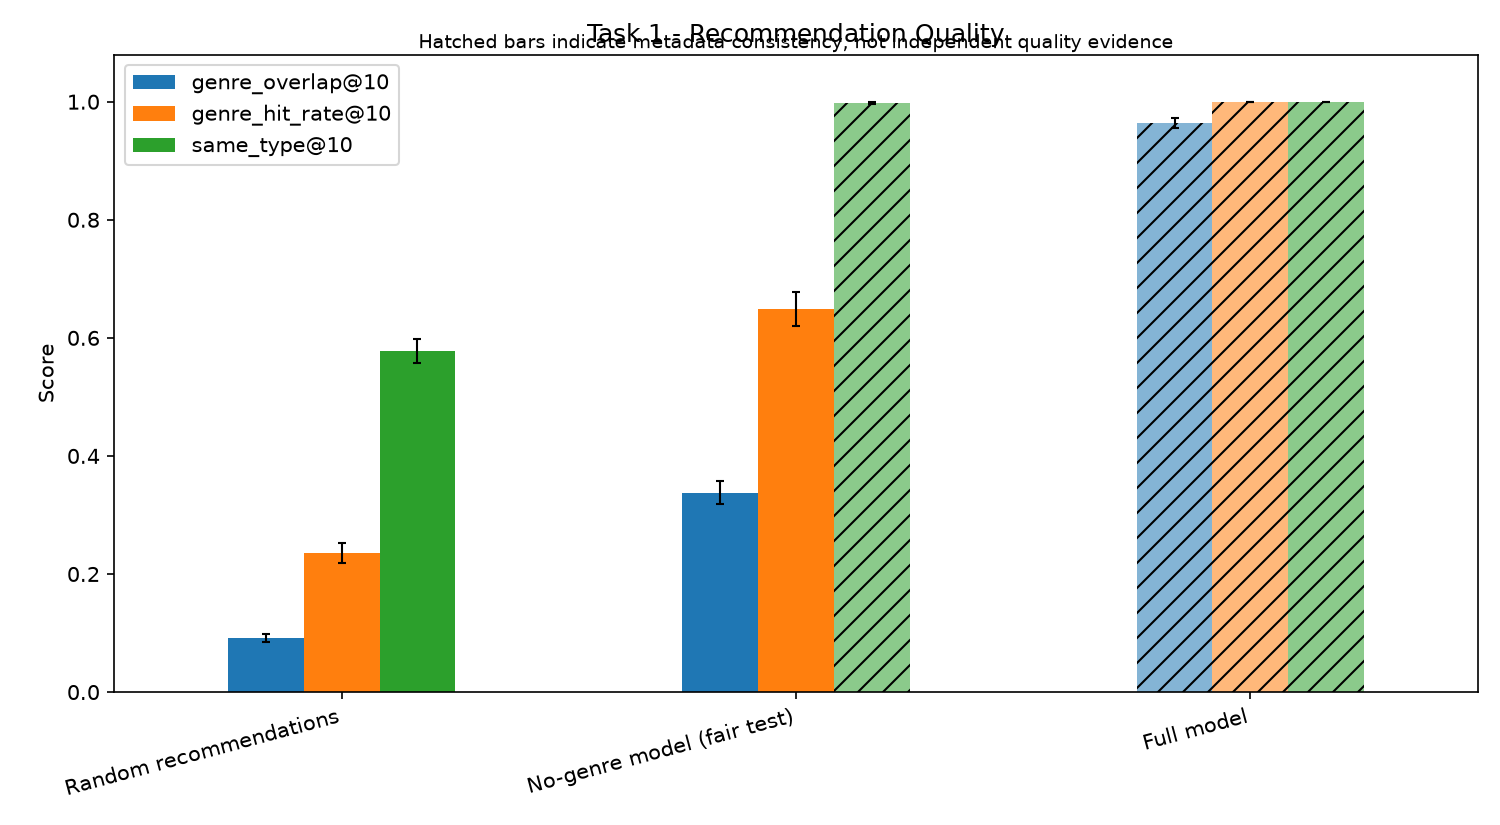 Task 1 - Recommendation Quality
Hatched bars indicate metadata consistency, not independent quality evidence
genre_overlap@10
genre_hit_rate@10
same_type@10
Score
1.0
0.8
0.6
0.4
0.2
0.0
Random recommendations
No-genre model (fair test)
Full model